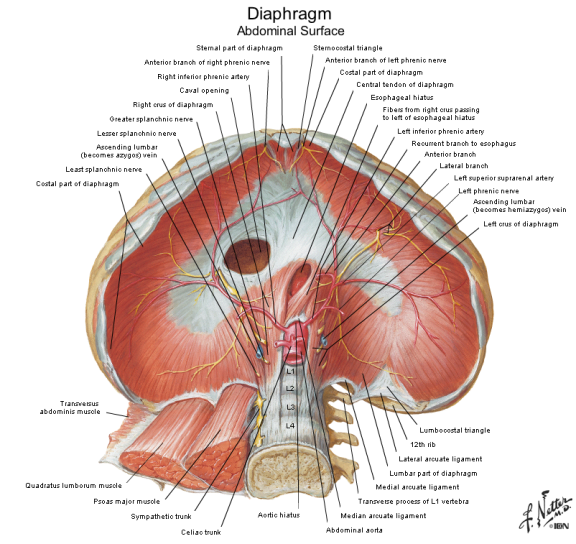 Diaphragm
Abdominal Surface
Sternal part of diaphragm
Anterior branch of right phrenic nerve
Right inferior phrenic artery
Caval opening
Right crus of diaphragm
Greater splanchnic nerve
Lesser splanchnic nerve
Ascending lumbar
(becomes azygos) vein
Least splanchnic nerve
Costal part of diaphragm
Sternocostal triangle
Anterior branch of left phrenic nerve
Costal part of diaphragm
Central tendon of diaphragm
Esophageal hiatus
Fibers from right crus passing
to left of esophageal hiatus
Left inferior phrenic artery
Recurrent branch to esophagus
Anterior branch
Lateral branch
Left superior suprarenal artery
Left phrenic nerve
Ascending lumbar
(becomes hemiazygos) vein
Left crus of diaphragm
L1
L2
L3
L4
Transversus
abdominis muscle
Quadratus lumborum muscle
Psoas major muscle
Sympathetic trunk
Celiac trunk
Aortic hiatus
Lumbocostal triangle
12th rib
Lateral arcuate ligament
Lumbar part of diaphragm
Medial arcuate ligament
Transverse process of L1 vertebra
Median arcuate ligament
Abdominal aorta
F. Netter
M.D.